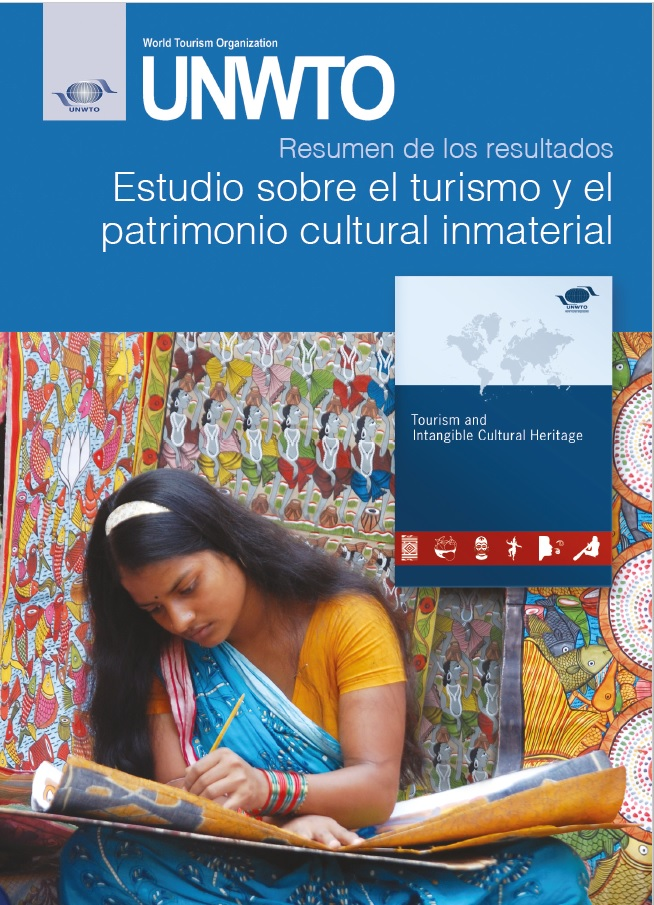 World Tourism Organization
UNWTO
UNWTO
Resumen de los resultados
Estudio sobre el turismo y el
patrimonio cultural inmaterial
UNWTO
Tourism and
Intangible Cultural Heritage